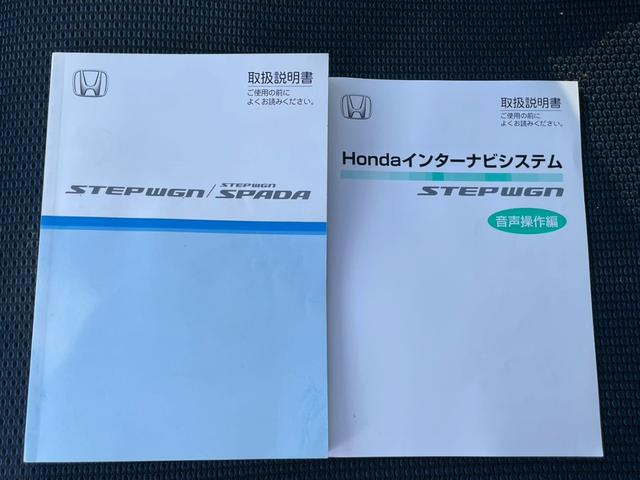 取扱説明書
ご使用の前に
よくお読みください。
STEPWGN/STEPWGN SPADA
取扱説明書
ご使用の前に
よくお読みください。
Hondaインターナビシステム
STEPWGN
音声操作編